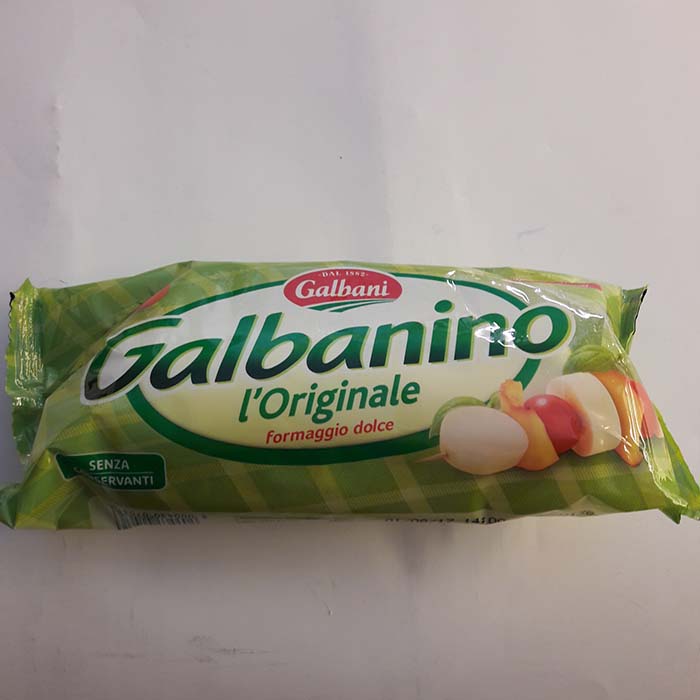 DAL 1882
Galbani
Galbanino
l'Originale
formaggio dolce
SENZA